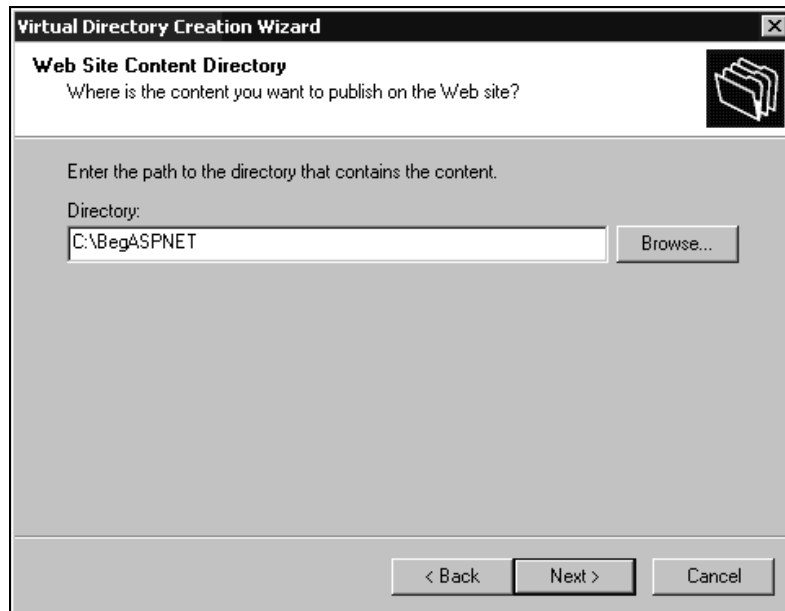 Virtual Directory Creation Wizard
Web Site Content Directory
Where is the content you want to publish on the Web site?
Enter the path to the directory that contains the content.
Directory:
C:\BegASPNET
Browse...
< Back
Next >
Cancel